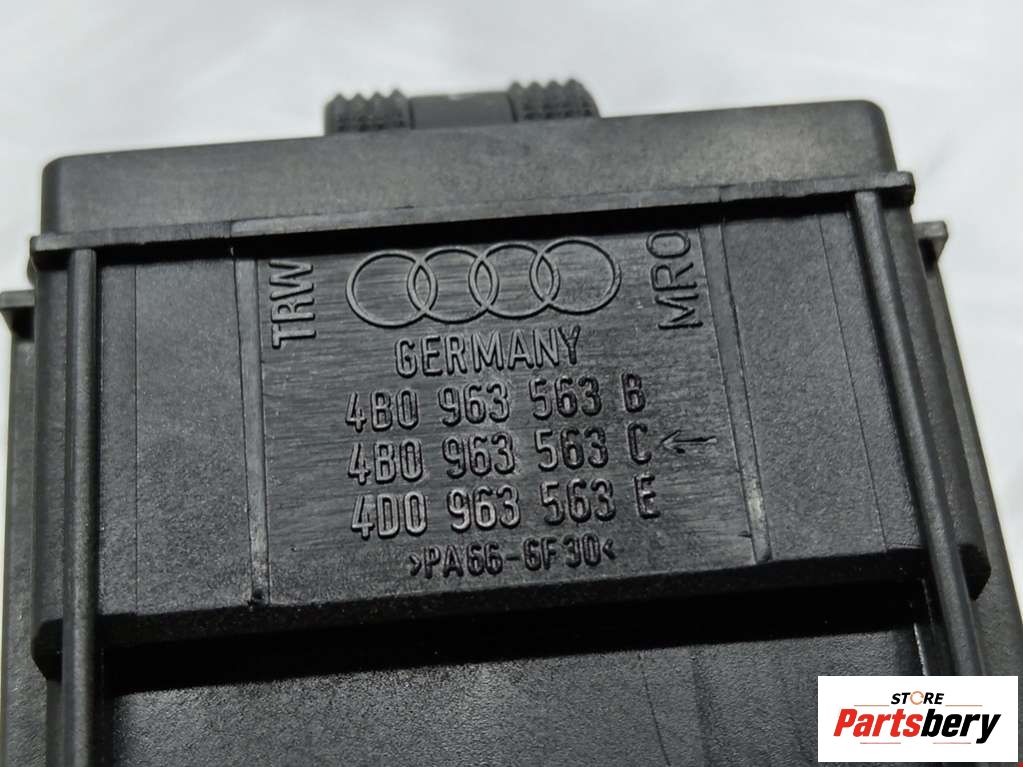 TRW
MRO
GERMANY
4B0 963 563 B
4B0 963 563 C ←
4D0 963 563 E
>PA66-GF30<
STORE
Partsbery